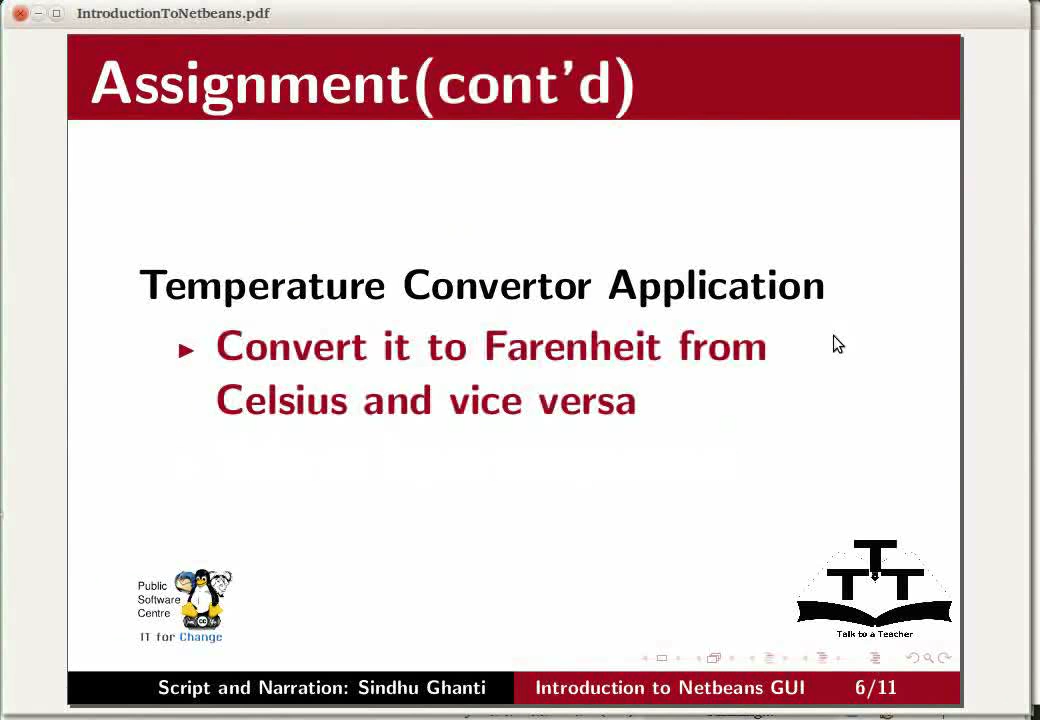 IntroductionToNetbeans.pdf
Assignment(cont'd)
Temperature Convertor Application
Convert it to Farenheit from
Celsius and vice versa
Public
Software
Centre
IT for Change
Talk to a Teacher
Script and Narration: Sindhu Ghanti
Introduction to Netbeans GUI
6/11